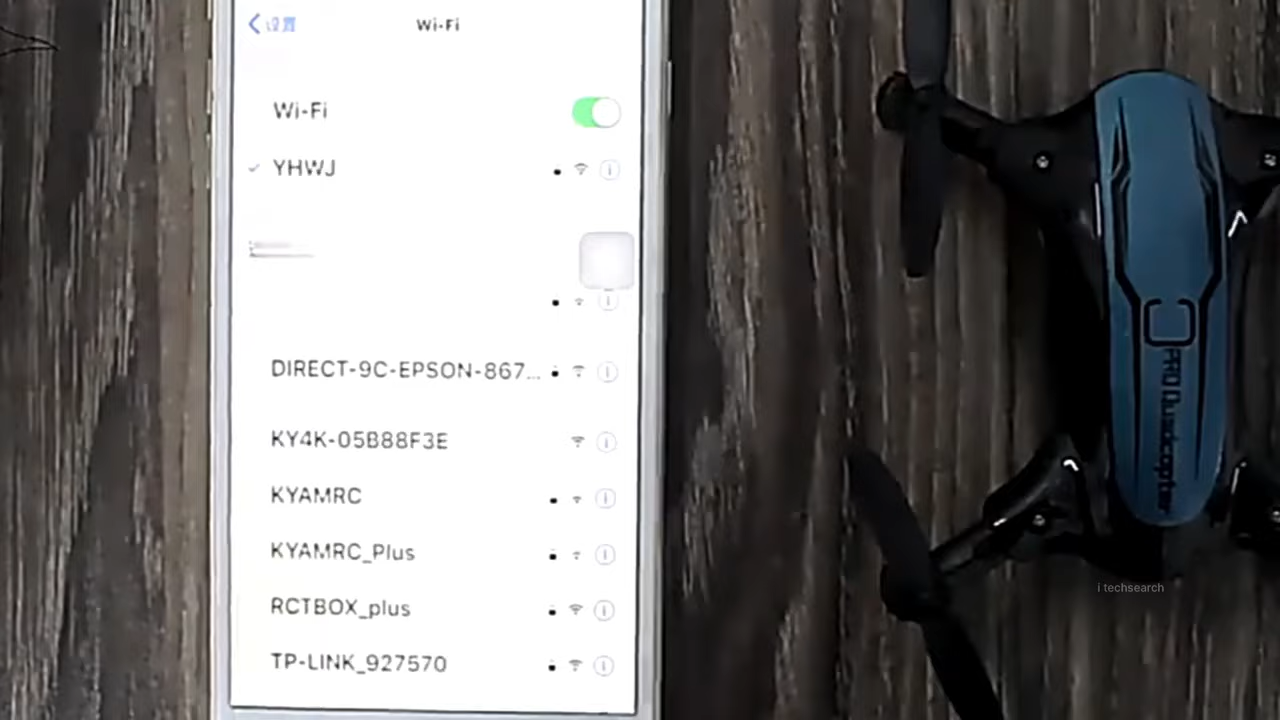 设置
Wi-Fi
Wi-Fi
YHWJ
DIRECT-9C-EPSON-867...
KY4K-05B88F3E
KYAMRC
KYAMRC_Plus
RCTBOX_plus
TP-LINK_927570
PRO Quadcopter
i techsearch